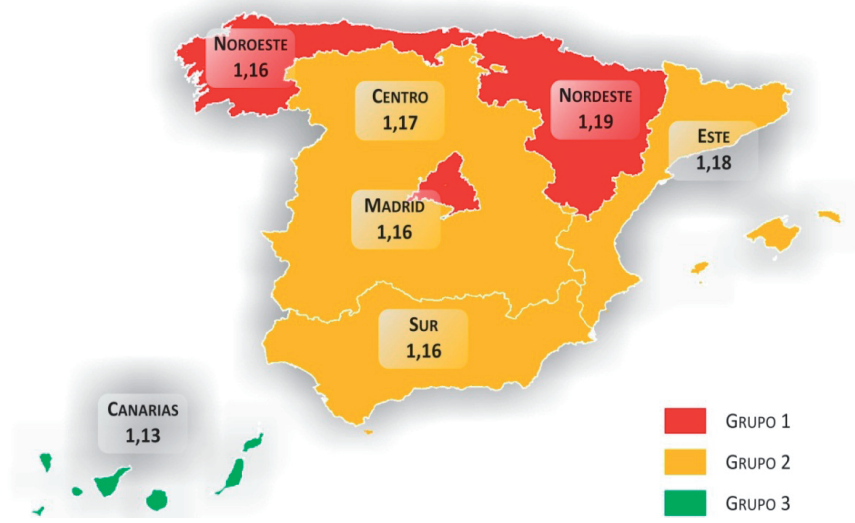 Noroeste
1,16
Centro
1,17
Nordeste
1,19
Este
1,18
Madrid
1,16
Sur
1,16
Canarias
1,13
Grupo 1
Grupo 2
Grupo 3